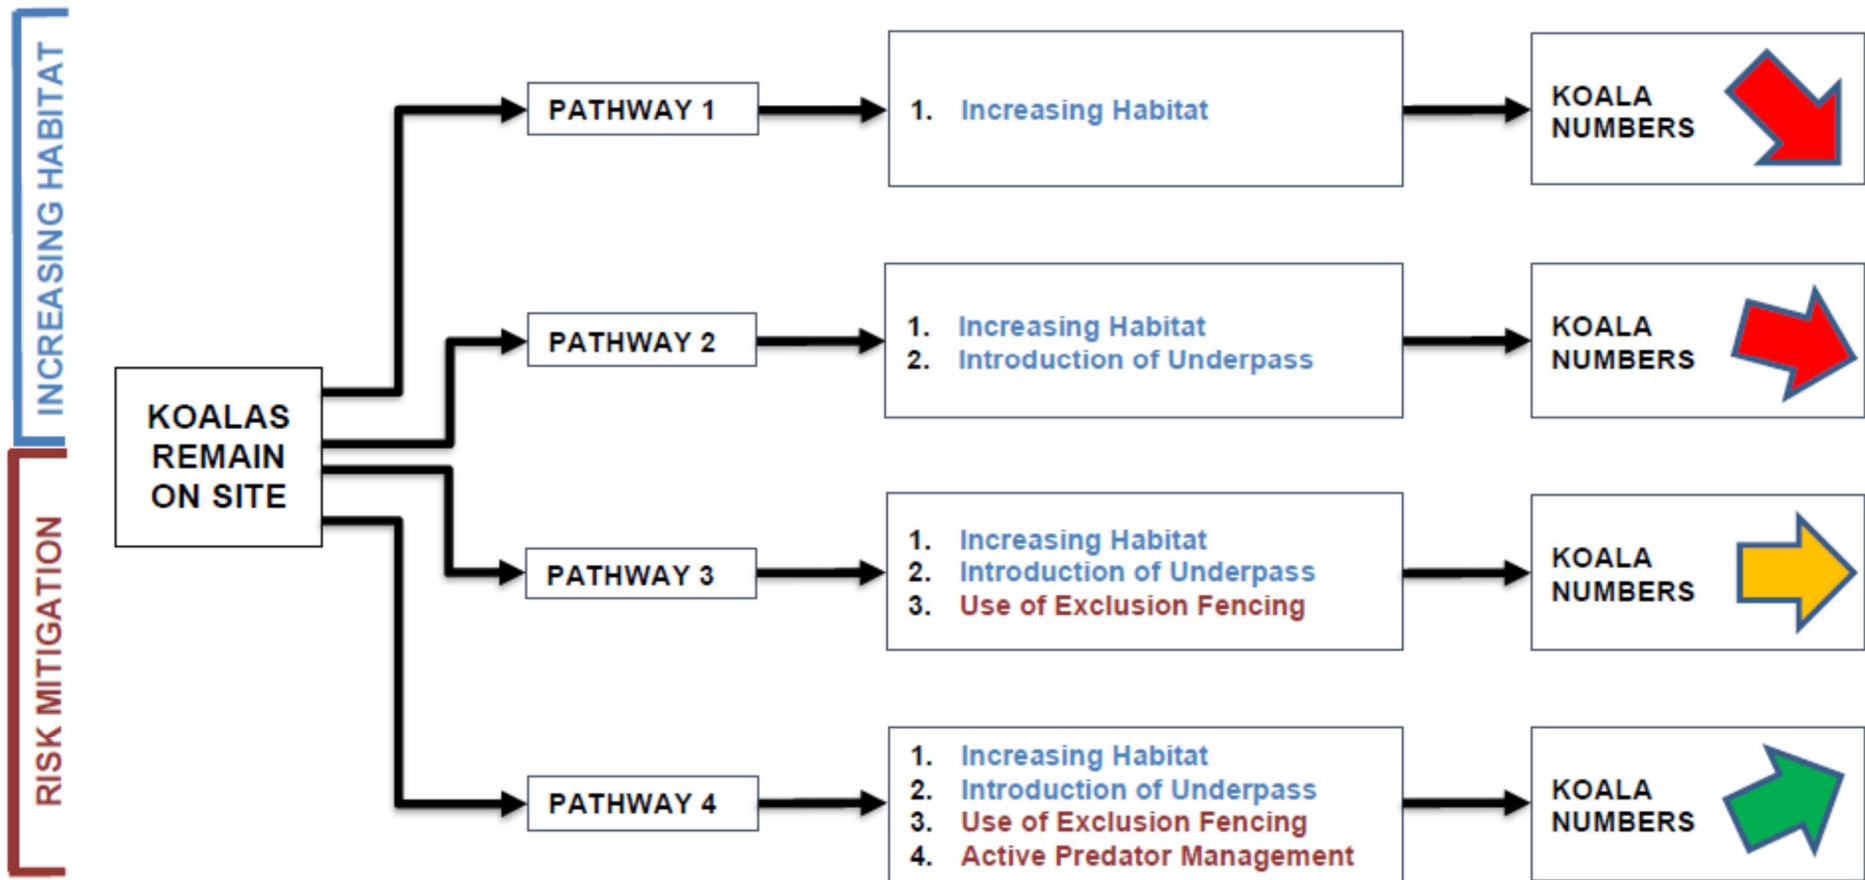 INCREASING HABITAT
RISK MITIGATION
KOALAS
REMAIN
ON SITE
PATHWAY 1
1. Increasing Habitat
KOALA
NUMBERS
PATHWAY 2
1. Increasing Habitat
2. Introduction of Underpass
KOALA
NUMBERS
PATHWAY 3
1. Increasing Habitat
2. Introduction of Underpass
3. Use of Exclusion Fencing
KOALA
NUMBERS
PATHWAY 4
1. Increasing Habitat
2. Introduction of Underpass
3. Use of Exclusion Fencing
4. Active Predator Management
KOALA
NUMBERS